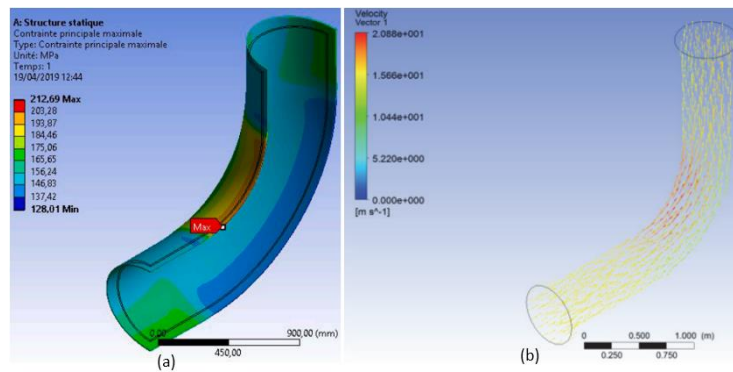 A: Structure statique
Contrainte principale maximale
Type: Contrainte principale maximale
Unité: MPa
Temps: 1
19/04/2019 12:44
212,69 Max
203,28
193,87
184,46
175,06
165,65
156,24
146,83
137,42
128,01 Min
Max
0,00
900,00 (mm)
450,00
(a)
Velocity
Vector 1
2.088e+001
1.566e+001
1.044e+001
5.220e+000
0.000e+000
[m s^-1]
0
0.500
1.000 (m)
0.250
0.750
(b)